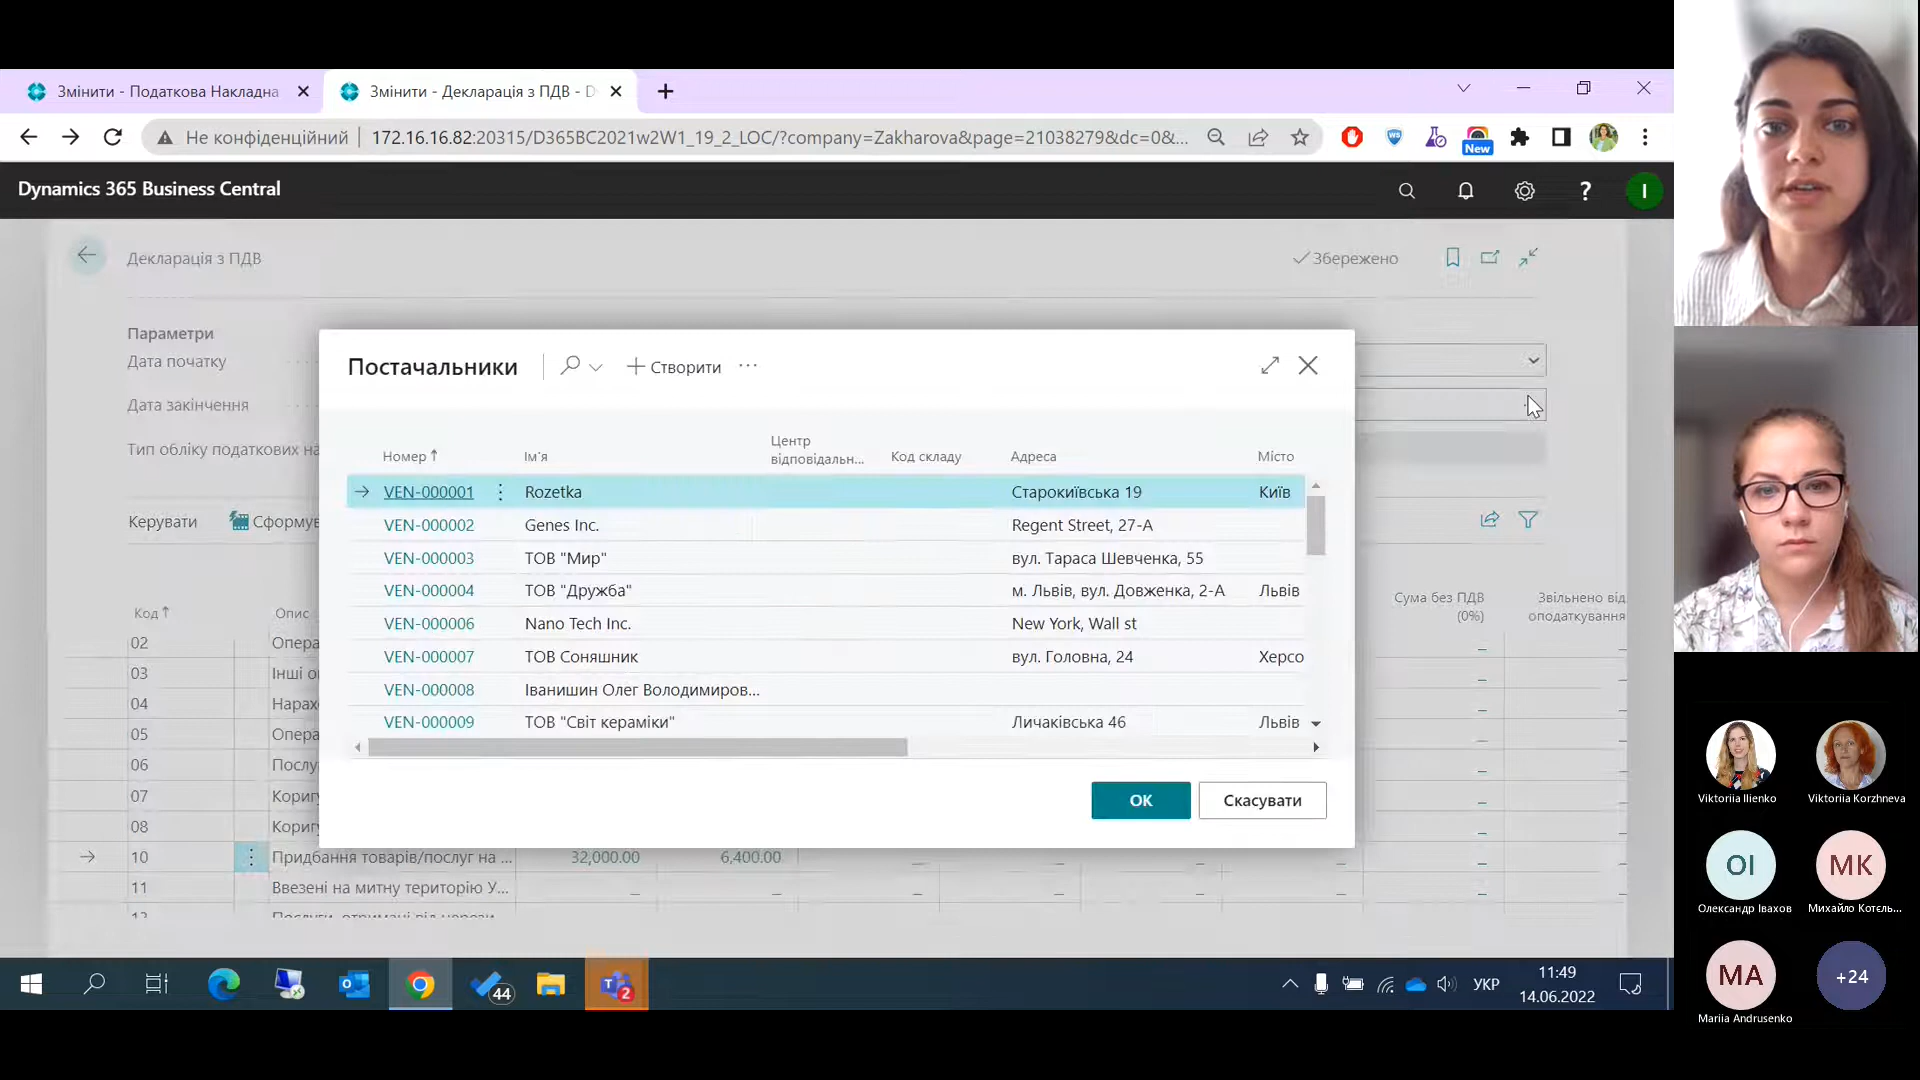 Змінити - Податкова Накладна
Змінити - Декларація з ПДВ - D
Не конфіденційний
172.16.16.82:20315/D365BC2021w2W1_19_2_LOC/?company=Zakharova&page=21038279&dc=0&...
New
Dynamics 365 Business Central
?
I
Декларація з ПДВ
Збережено
Параметри
Дата початку
Дата закінчення
Тип обліку податкових на
Постачальники
Створити
Номер
Ім'я
Центр
відповідальн...
Код складу
Адреса
Місто
VEN-000001 Rozetka Старокиївська 19 Київ
VEN-000002 Genes Inc. Regent Street, 27-A
VEN-000003 ТОВ "Мир" вул. Тараса Шевченка, 55
VEN-000004 ТОВ "Дружба" м. Львів, вул. Довженка, 2-А Львів
VEN-000006 Nano Tech Inc. New York, Wall st
VEN-000007 ТОВ Соняшник вул. Головна, 24 Херсо
VEN-000008 Іванишин Олег Володимиров...
VEN-000009 ТОВ "Світ кераміки" Личаківська 46 Львів
ОК
Скасувати
Керувати
Сформув
Код
Опис
Сума без ПДВ
(0%)
Звільнено від
оподаткування
02 Опера
03 Інші о
04 Нарах
05 Опера
06 Послу
07 Коригу
08 Коригу
10 Придбання товарів/послуг на ... 32,000.00 6,400.00
11 Ввезені на митну територію У...
44
2
УКР
11:49
14.06.2022
Viktoriia Ilienko
Viktoriia Korzhneva
OI
Олександр Івахов
МК
Михайло Котєль...
MA
Mariia Andrusenko
+24